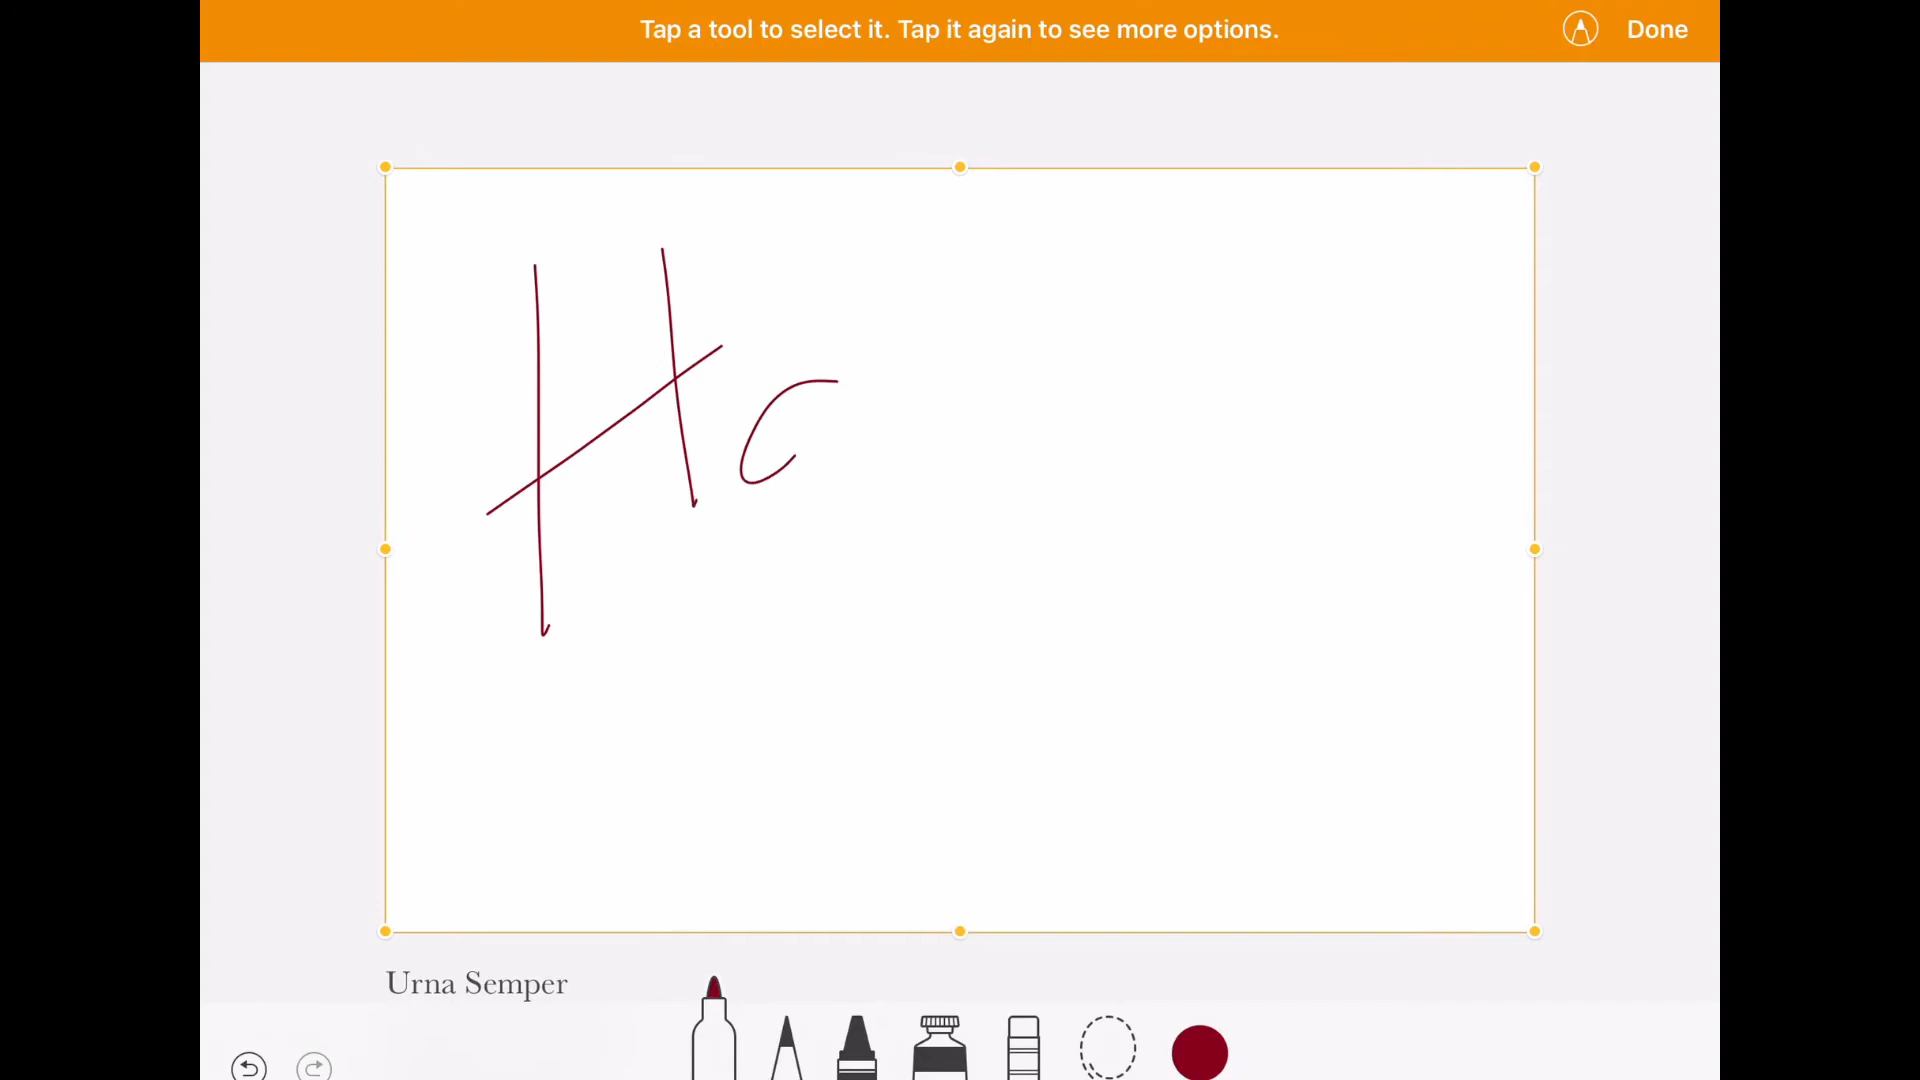 Tap a tool to select it. Tap it again to see more options.
Done
Hc
Urna Semper